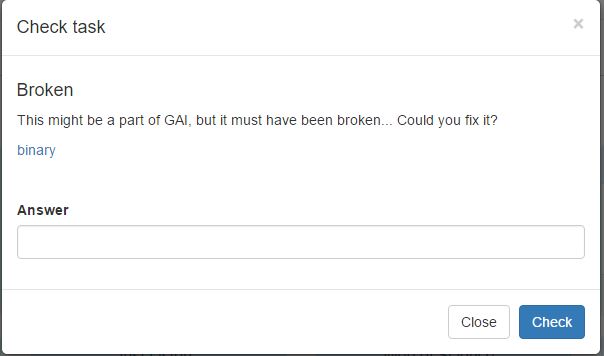 Check task
×
Broken
This might be a part of GAI, but it must have been broken... Could you fix it?
binary
Answer
Close Check